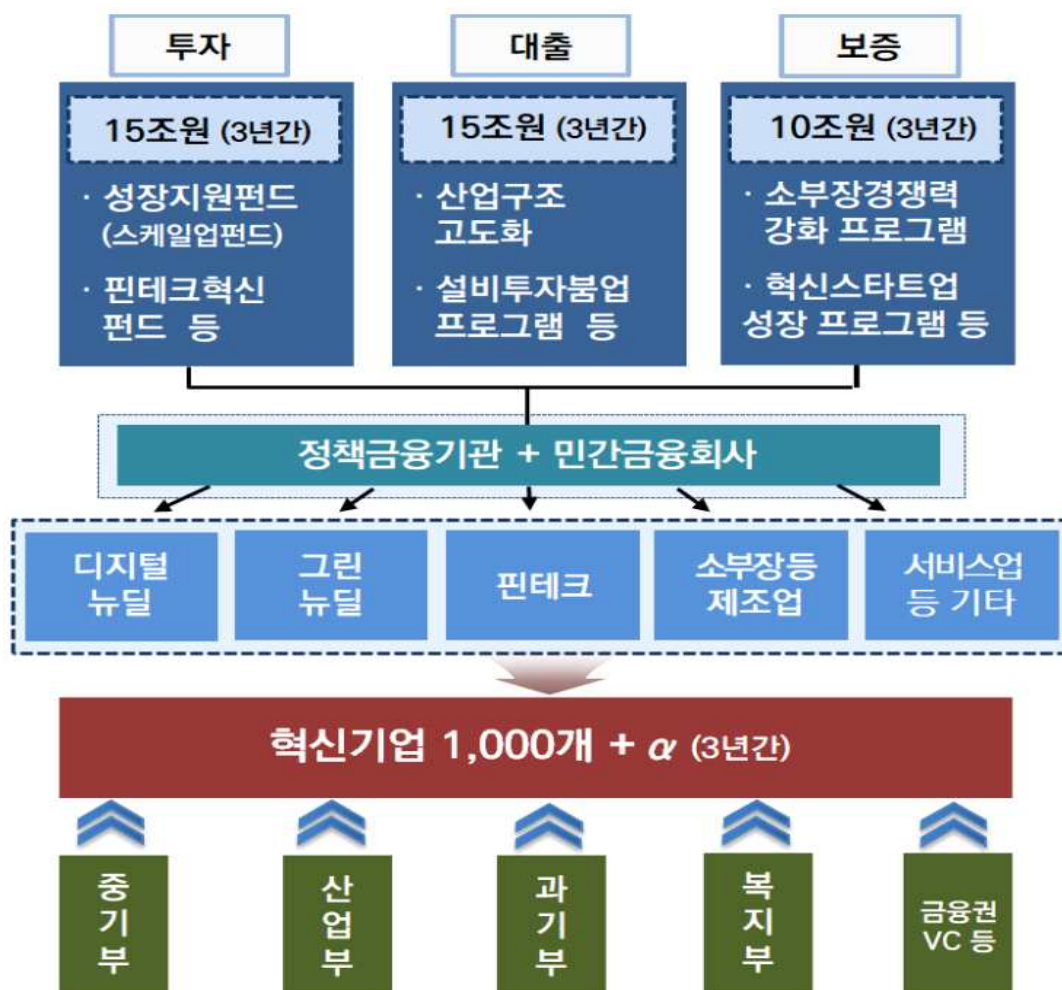 투자
대출
보증
15조원 (3년간)
· 성장지원펀드
(스케일업펀드)
· 핀테크혁신
펀드 등
15조원 (3년간)
· 산업구조
고도화
· 설비투자붐업
프로그램 등
10조원 (3년간)
· 소부장경쟁력
강화 프로그램
· 혁신스타트업
성장 프로그램 등
정책금융기관 + 민간금융회사
디지털
뉴딜
그린
뉴딜
핀테크
소부장등
제조업
서비스업
등 기타
혁신기업 1,000개 + α (3년간)
중
기
부
산
업
부
과
기
부
복
지
부
금융권
VC 등